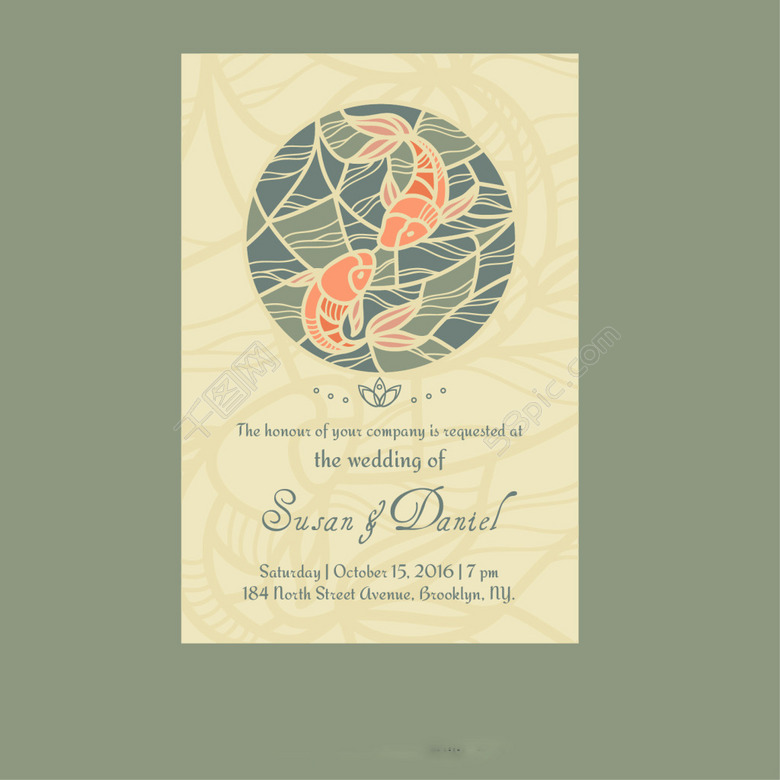 The honour of your company is requested at
the wedding of
Susan & Daniel
Saturday | October 15, 2016 | 7 pm
184 North Street Avenue, Brooklyn, NY.
千图网
58pic.com